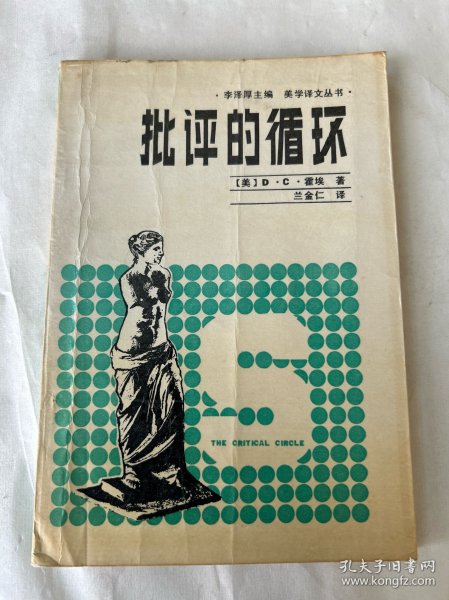 ·李泽厚主编 美学译文丛书·
批评的循环
〔美〕D·C·霍埃 著
兰金仁 译
THE CRITICAL CIRCLE
孔夫子旧书网
www.kongfz.com